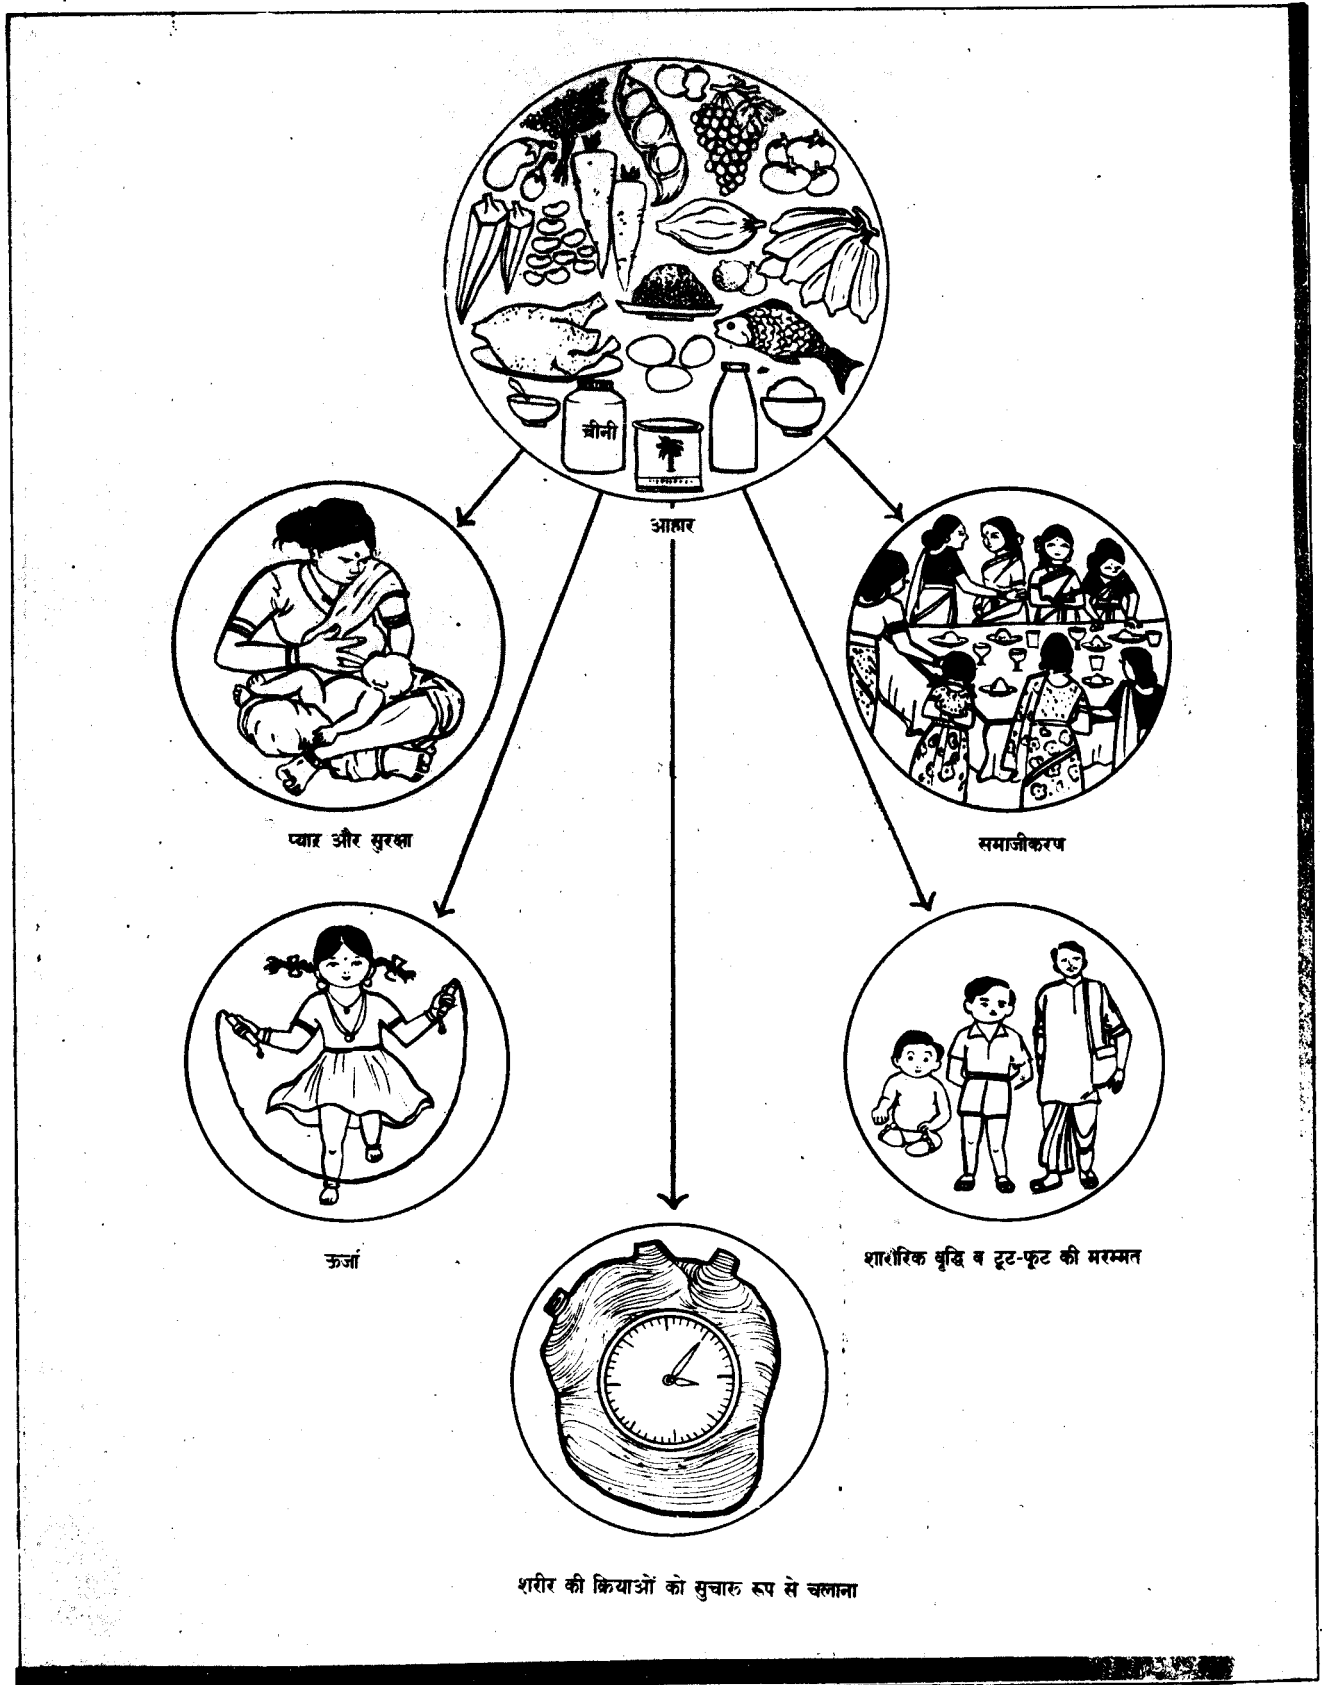 चीनी
आहार
प्यार और सुरक्षा
समाजीकरण
ऊर्जा
शारीरिक वृद्धि व टूट-फूट की मरम्मत
शरीर की क्रियाओं को सुचारू रूप से चलाना